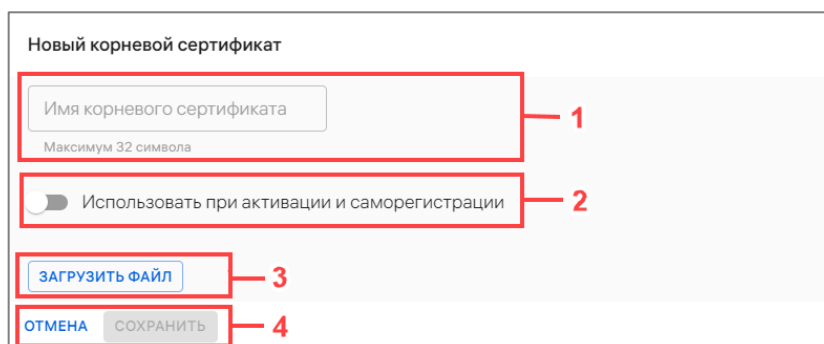 Новый корневой сертификат
Имя корневого сертификата
1
Максимум 32 символа
Использовать при активации и саморегистрации
2
ЗАГРУЗИТЬ ФАЙЛ
3
ОТМЕНА СОХРАНИТЬ
4